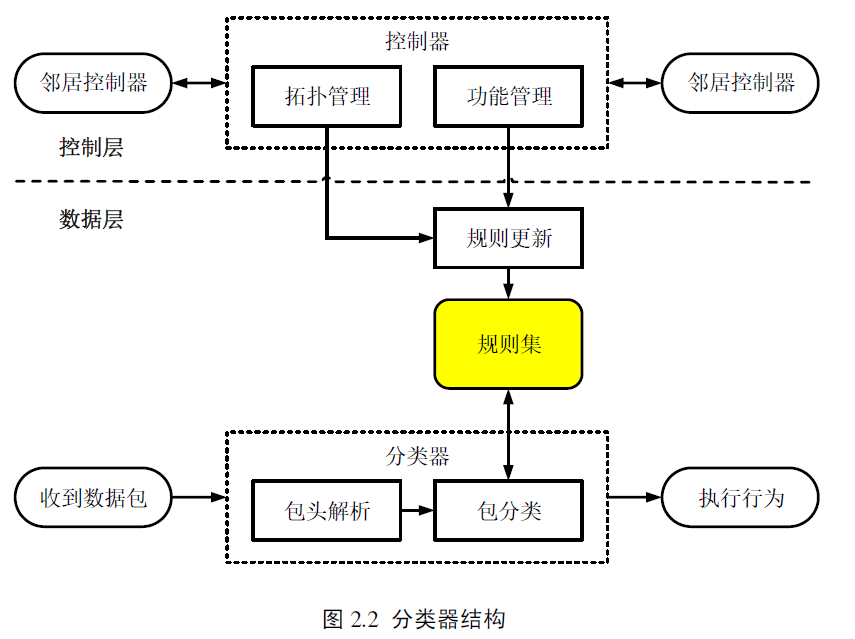 控制器
邻居控制器
拓扑管理
功能管理
邻居控制器
控制层
数据层
规则更新
规则集
分类器
收到数据包
包头解析
包分类
执行行为
图 2.2 分类器结构